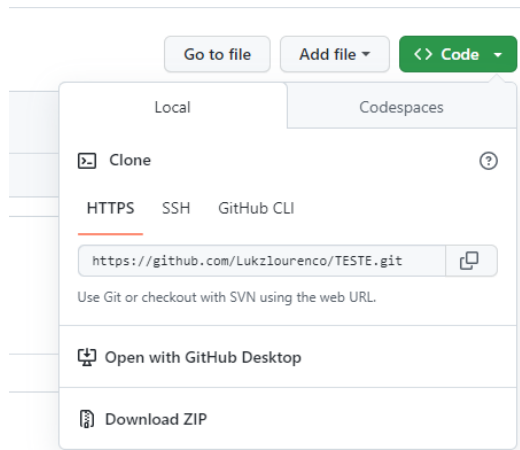 Go to file Add file <> Code
Local Codespaces
Clone
HTTPS SSH GitHub CLI
https://github.com/Lukzlourenco/TESTE.git
Use Git or checkout with SVN using the web URL.
Open with GitHub Desktop
Download ZIP